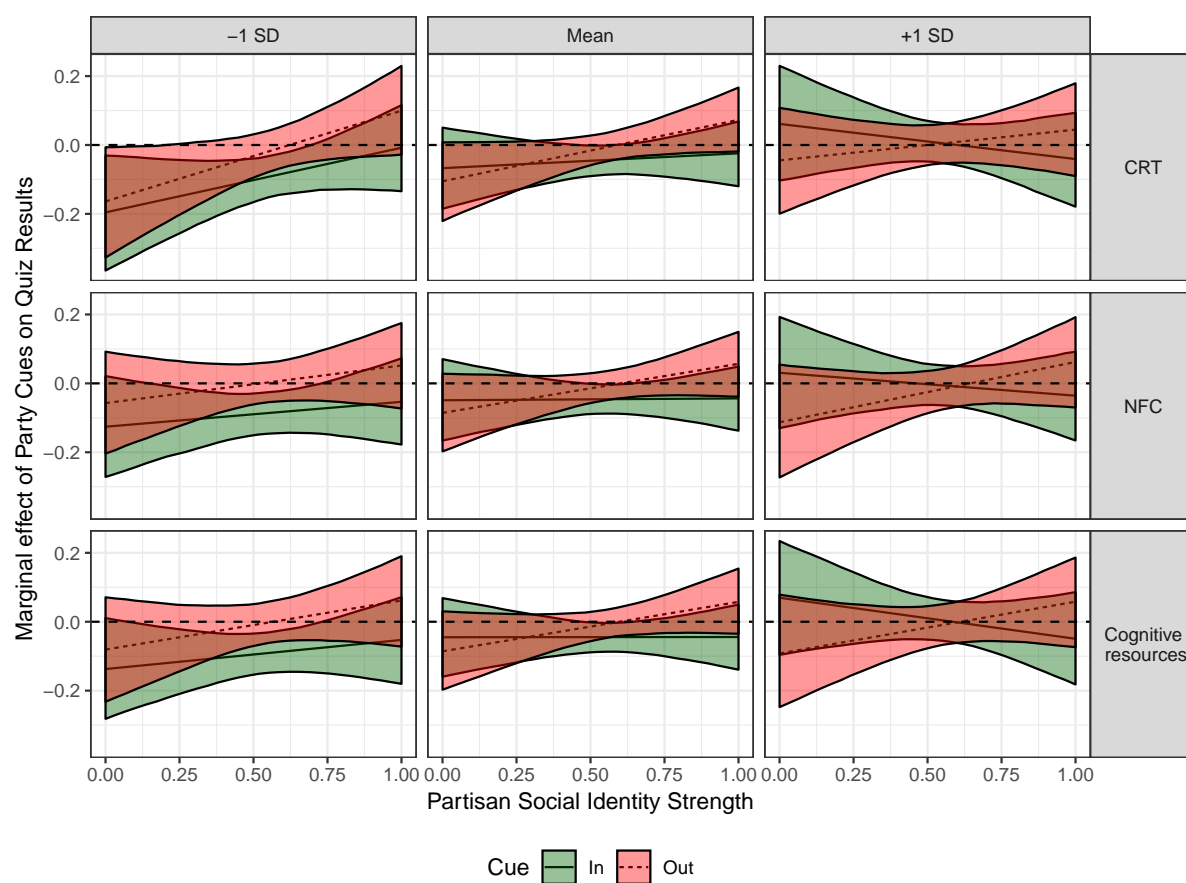 −1 SD
Mean
+1 SD
0.2
0.0
−0.2
CRT
0.2
0.0
−0.2
NFC
0.2
0.0
−0.2
Cognitive
resources
Marginal effect of Party Cues on Quiz Results
0.00 0.25 0.50 0.75 1.00 0.00 0.25 0.50 0.75 1.00 0.00 0.25 0.50 0.75 1.00
Partisan Social Identity Strength
Cue In Out